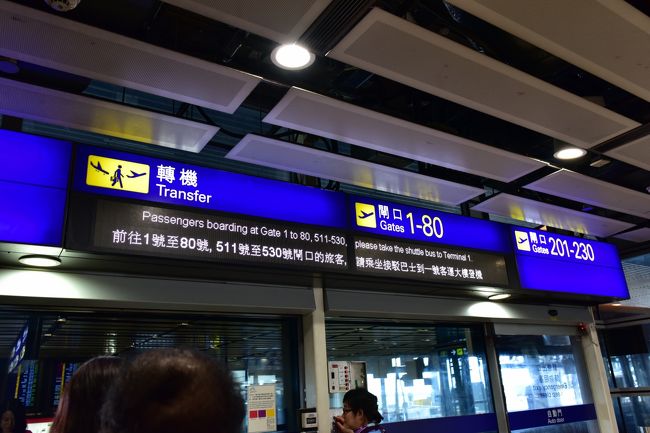 轉機
Transfer
閘口
Gates 1-80
閘口
Gates 201-230
Passengers boarding at Gate 1 to 80, 511-530, please take the shuttle bus to Terminal 1.
前往1號至80號, 511號至530號閘口的旅客, 請乘坐接駁巴士到一號客運大樓登機
自動門
Auto door